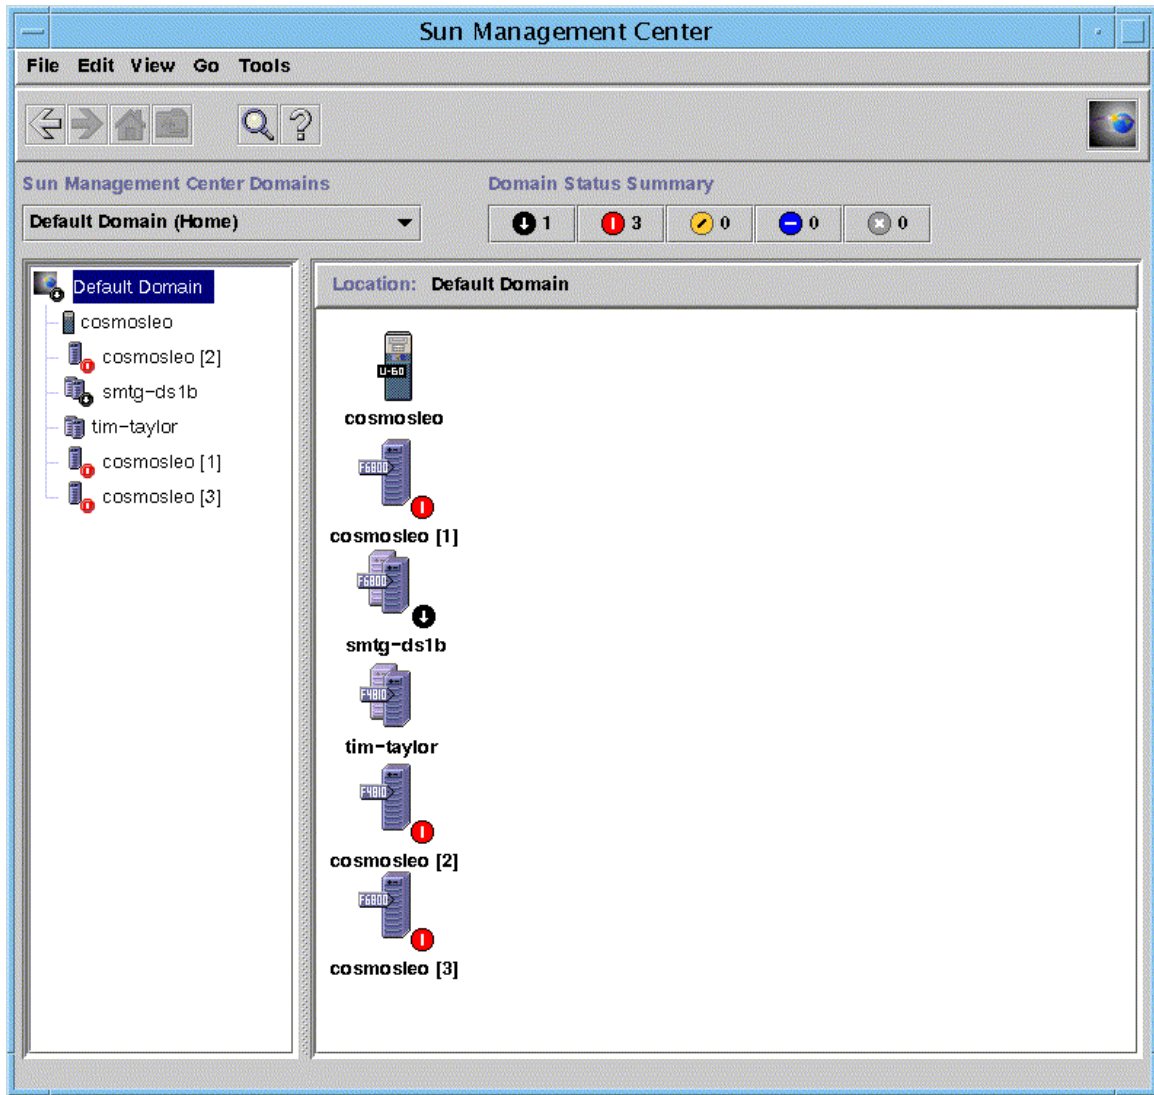 Sun Management Center
File Edit View Go Tools
Sun Management Center Domains
Domain Status Summary
Default Domain (Home)
1 3 0 0 0
Default Domain
cosmosleo
cosmosleo [2]
smtg-ds1b
tim-taylor
cosmosleo [1]
cosmosleo [3]
Location: Default Domain
U-60
cosmosleo
F6800
cosmosleo [1]
F6800
smtg-ds1b
F4810
tim-taylor
F4810
cosmosleo [2]
F6800
cosmosleo [3]